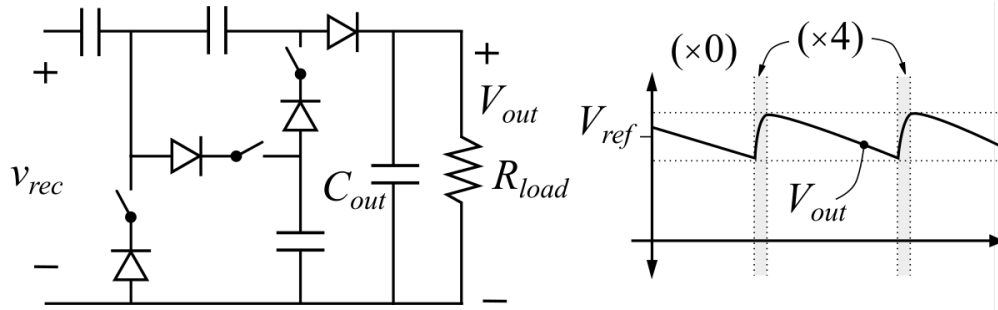 +
v_rec
−
+
V_out
C_out
R_load
−
(×0)
(×4)
V_ref
V_out